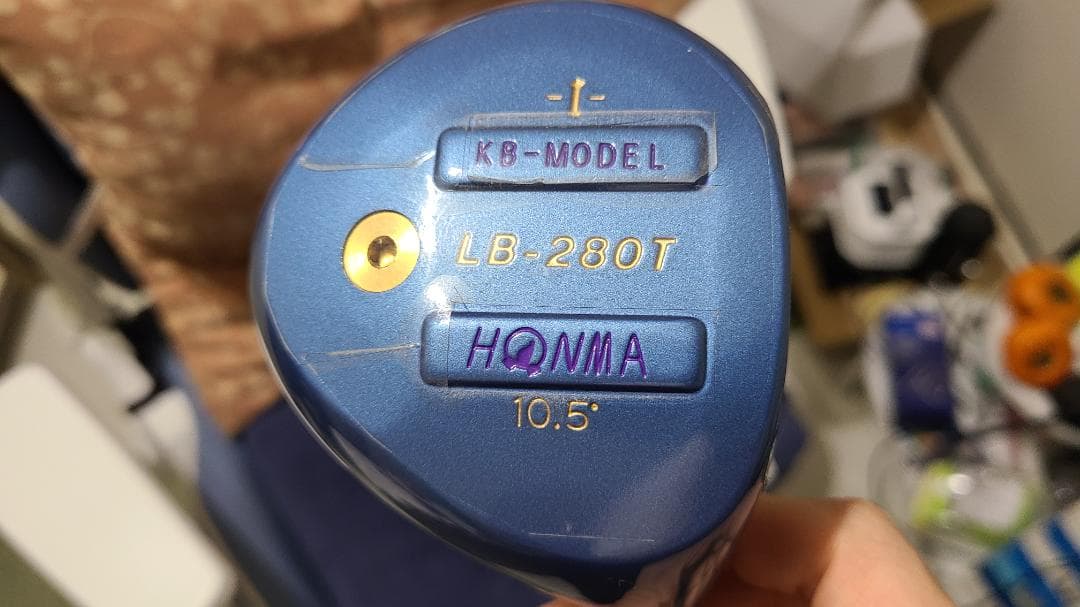 -1-
KB-MODEL
LB-280T
HONMA
10.5°